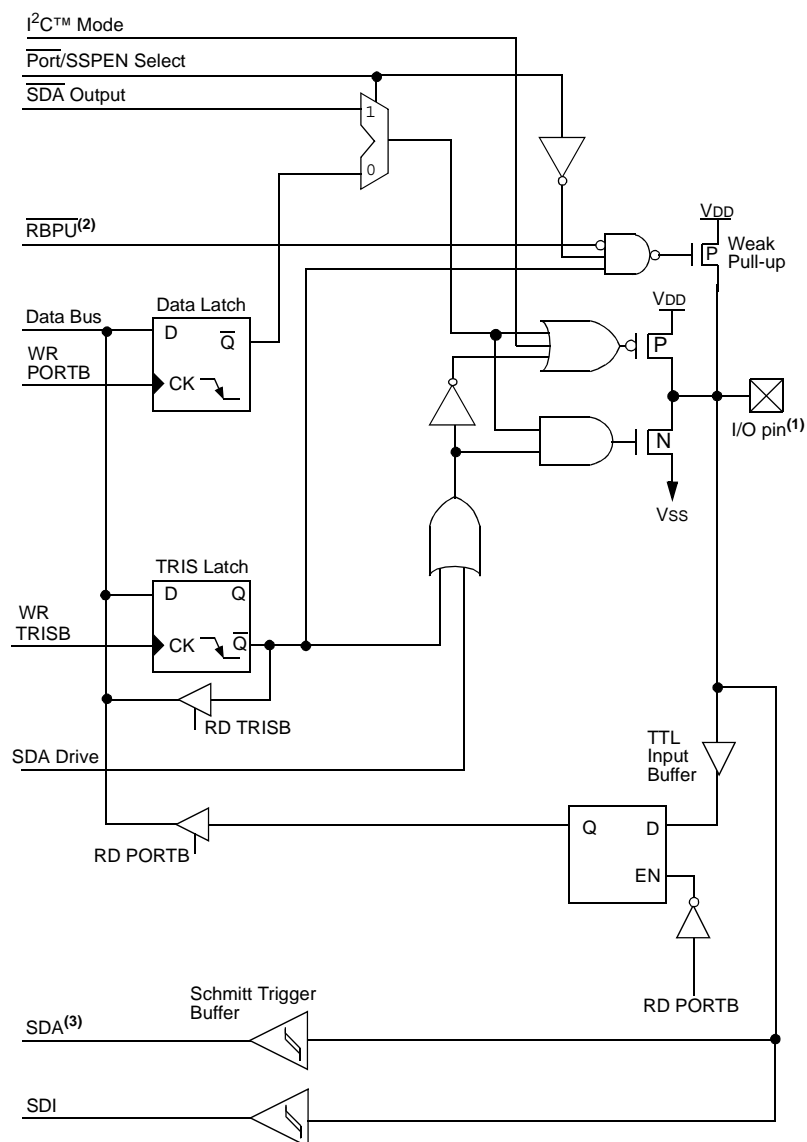 I²C™ Mode
Port/SSPEN Select
SDA Output
1
0
RBPU(2)
VDD
Weak
Pull-up
P
VDD
Data Latch
Data Bus
D
Q
WR
PORTB
CK
P
N
I/O pin(1)
VSS
TRIS Latch
D
Q
WR
TRISB
CK
Q
RD TRISB
SDA Drive
TTL
Input
Buffer
Q
D
EN
RD PORTB
RD PORTB
Schmitt Trigger
Buffer
SDA(3)
SDI